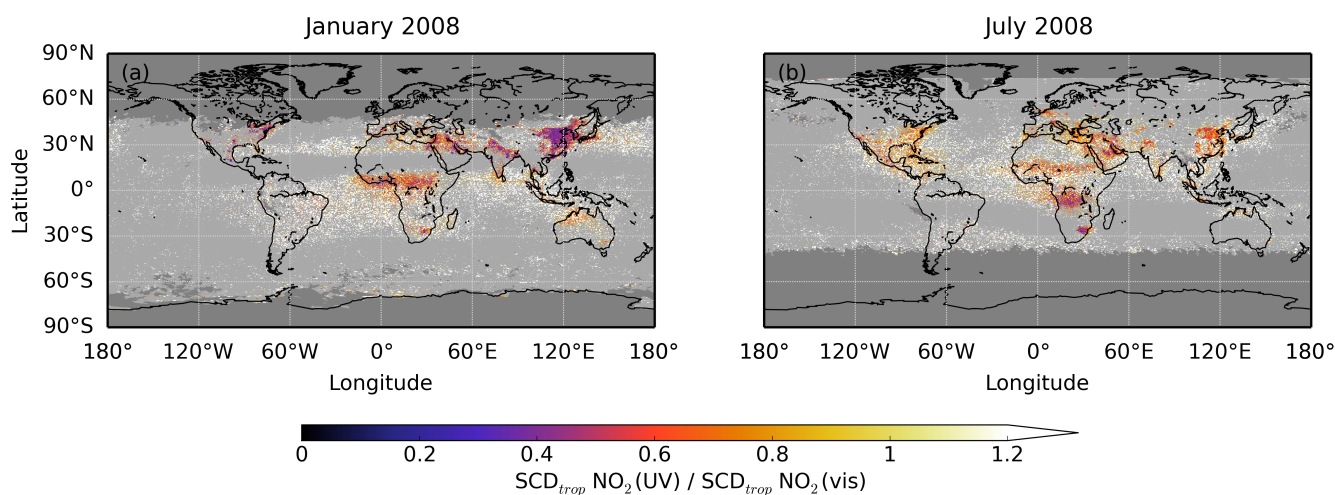 January 2008
July 2008
90°N
60°N
30°N
0°
30°S
60°S
90°S
Latitude
(a)
(b)
180° 120°W 60°W 0° 60°E 120°E 180°
180° 120°W 60°W 0° 60°E 120°E 180°
Longitude
Longitude
0 0.2 0.4 0.6 0.8 1 1.2
SCD_trop NO₂(UV) / SCD_trop NO₂(vis)